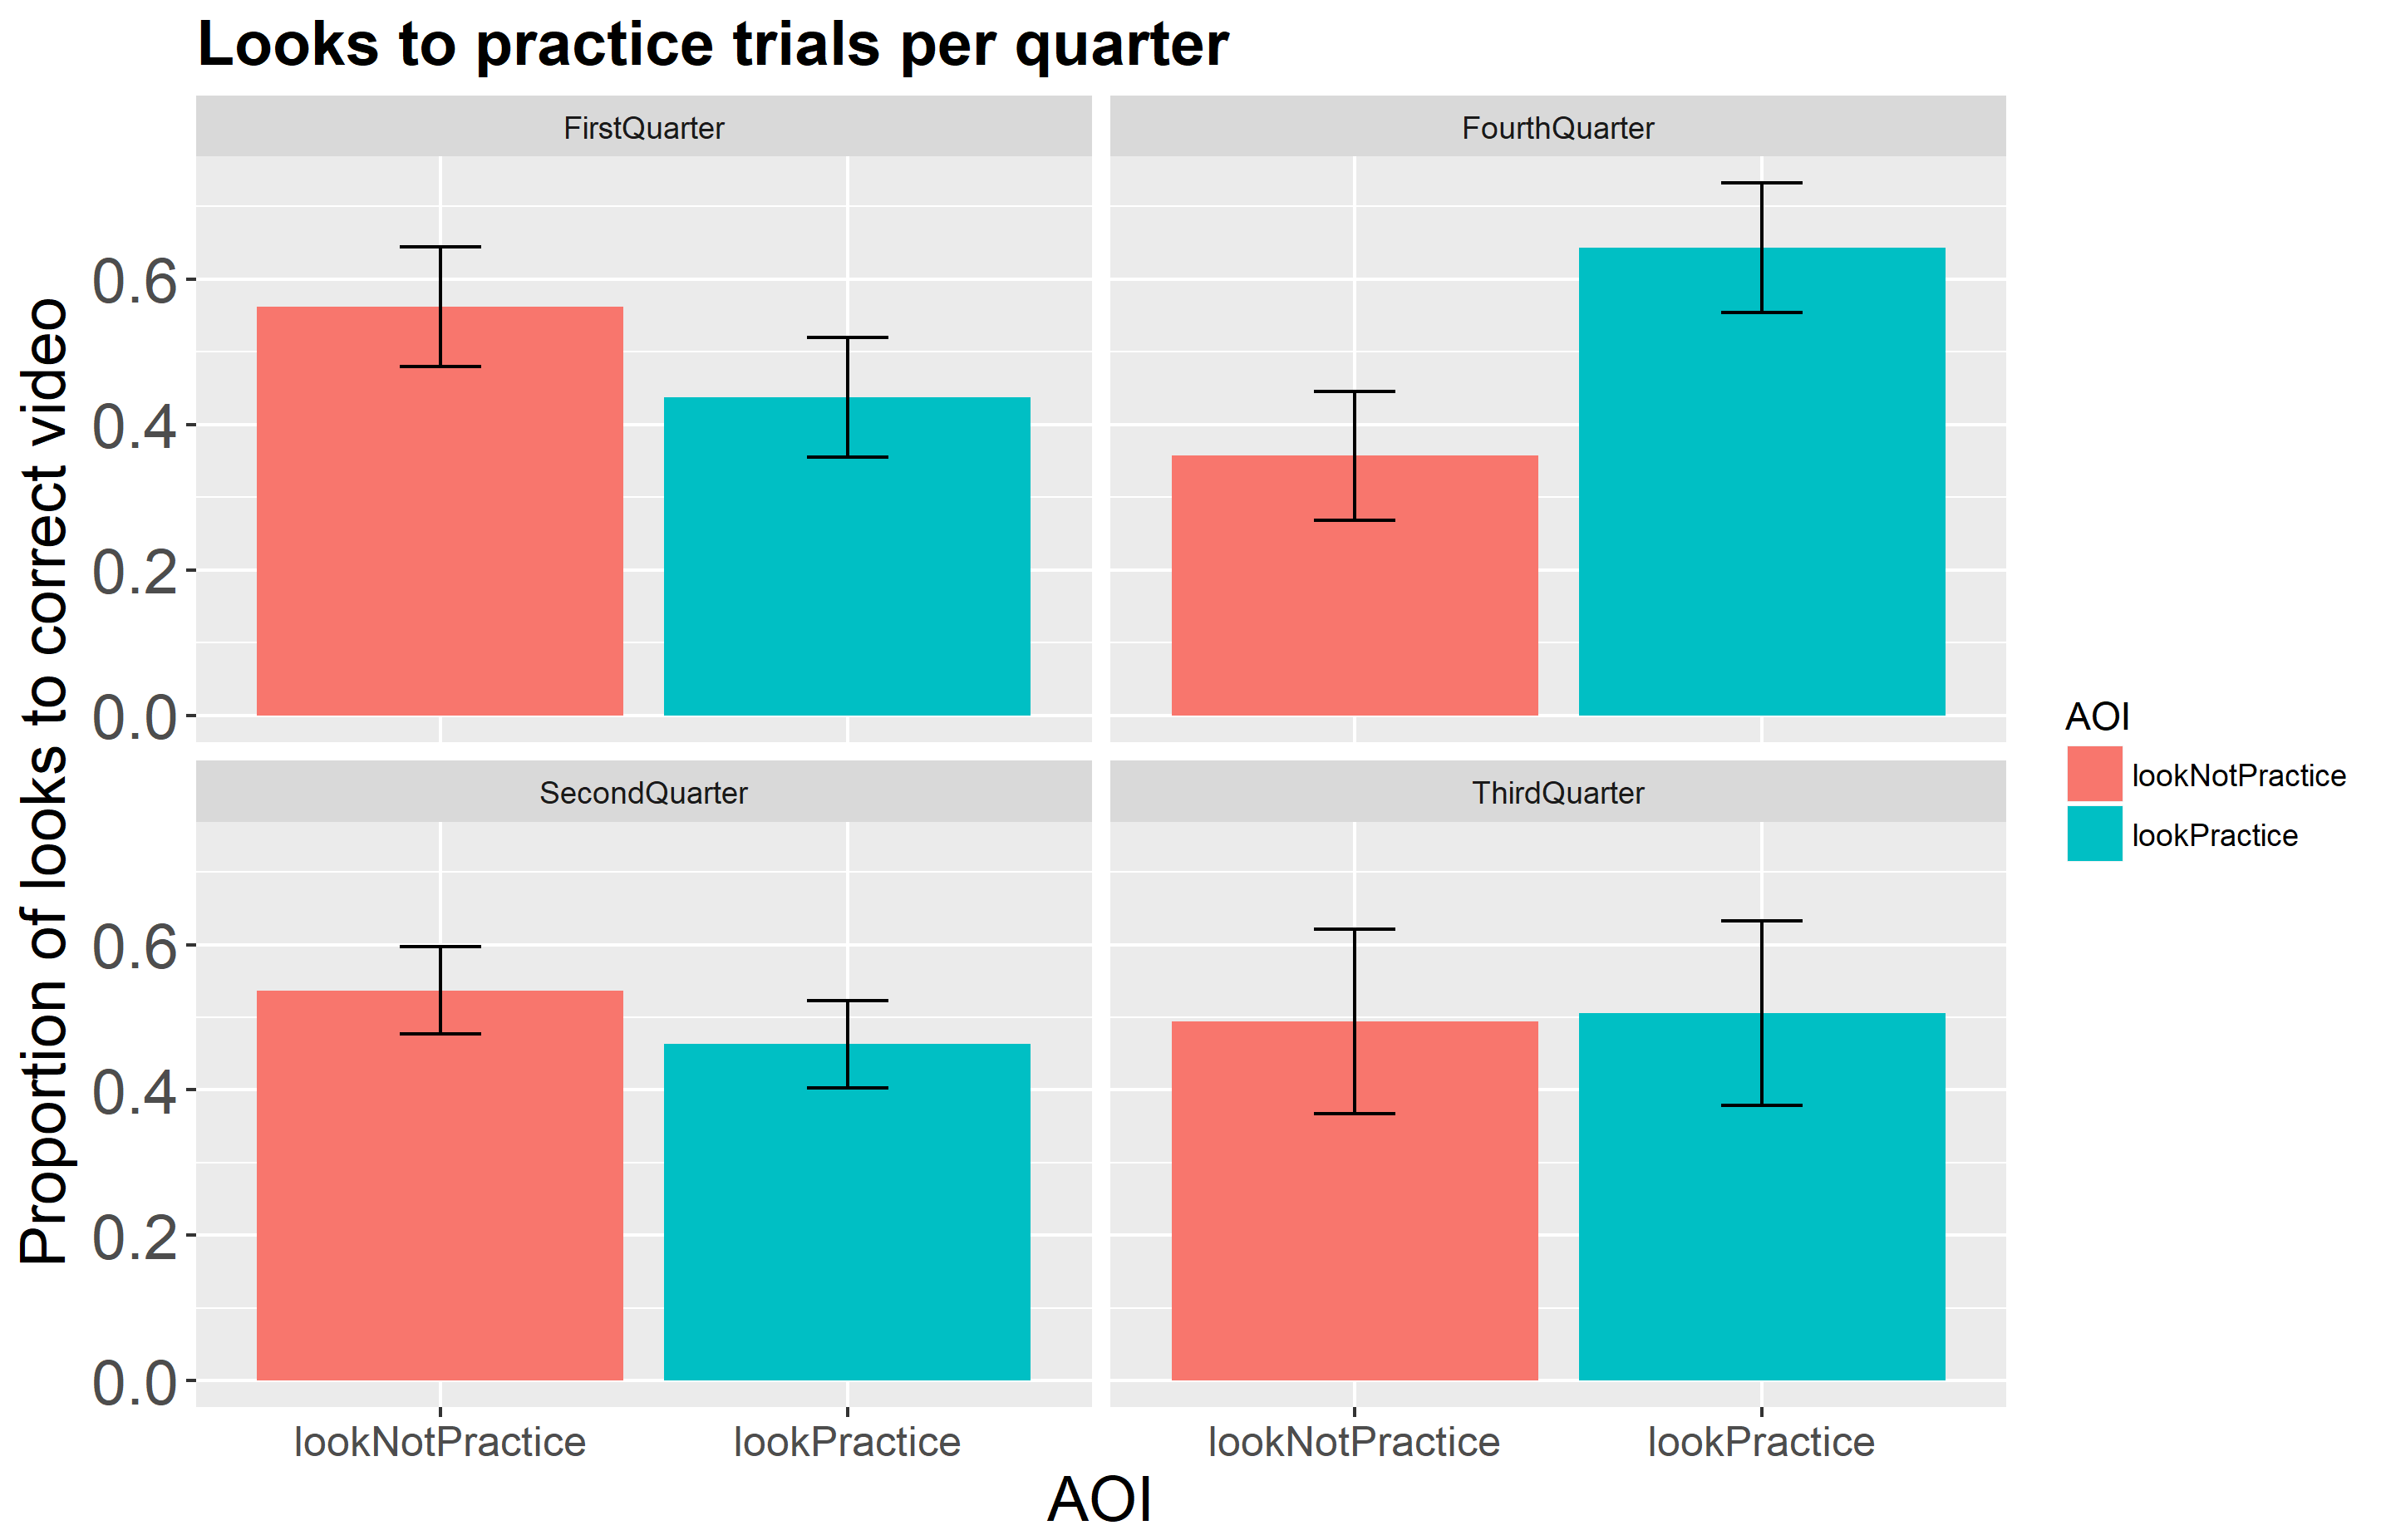 Looks to practice trials per quarter
Proportion of looks to correct video
FirstQuarter
FourthQuarter
0.6
0.4
0.2
0.0
SecondQuarter
ThirdQuarter
0.6
0.4
0.2
0.0
lookNotPractice
lookPractice
lookNotPractice
lookPractice
AOI
AOI
lookNotPractice
lookPractice